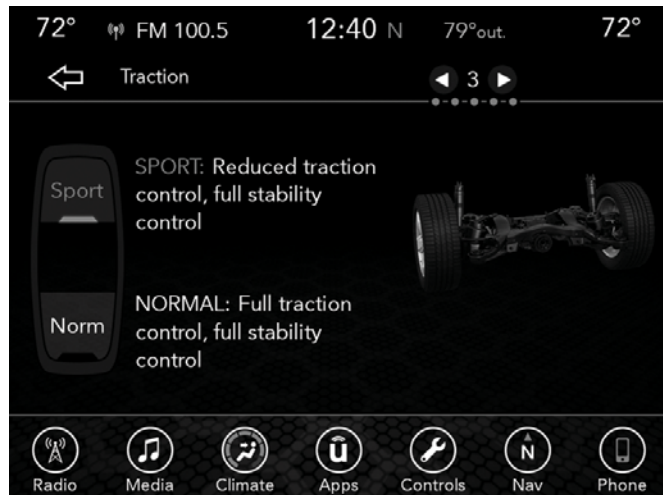 72° FM 100.5 12:40 N 79°out. 72°
Traction 3
Sport
SPORT: Reduced traction
control, full stability
control
Norm
NORMAL: Full traction
control, full stability
control
Radio Media Climate Apps Controls Nav Phone
û
N